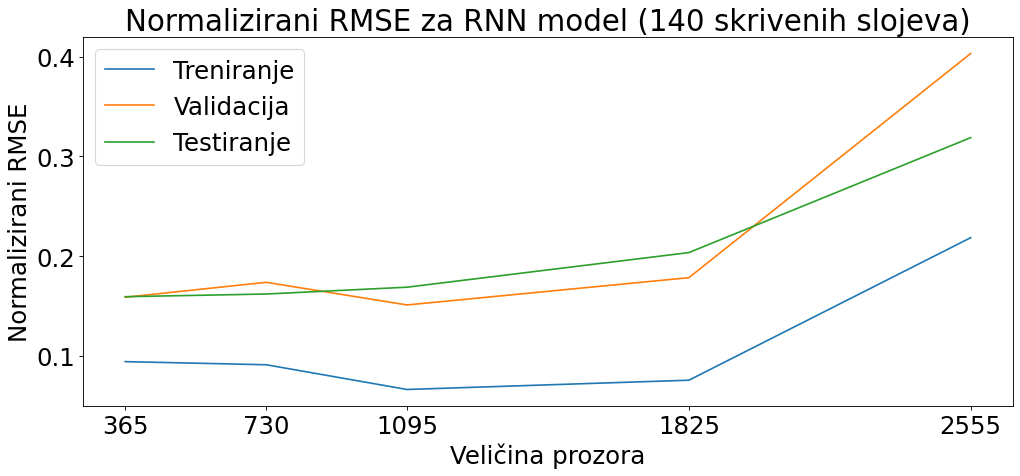 Normalizirani RMSE za RNN model (140 skrivenih slojeva)
Normalizirani RMSE
0.4
0.3
0.2
0.1
Treniranje
Validacija
Testiranje
365 730 1095 1825 2555
Veličina prozora